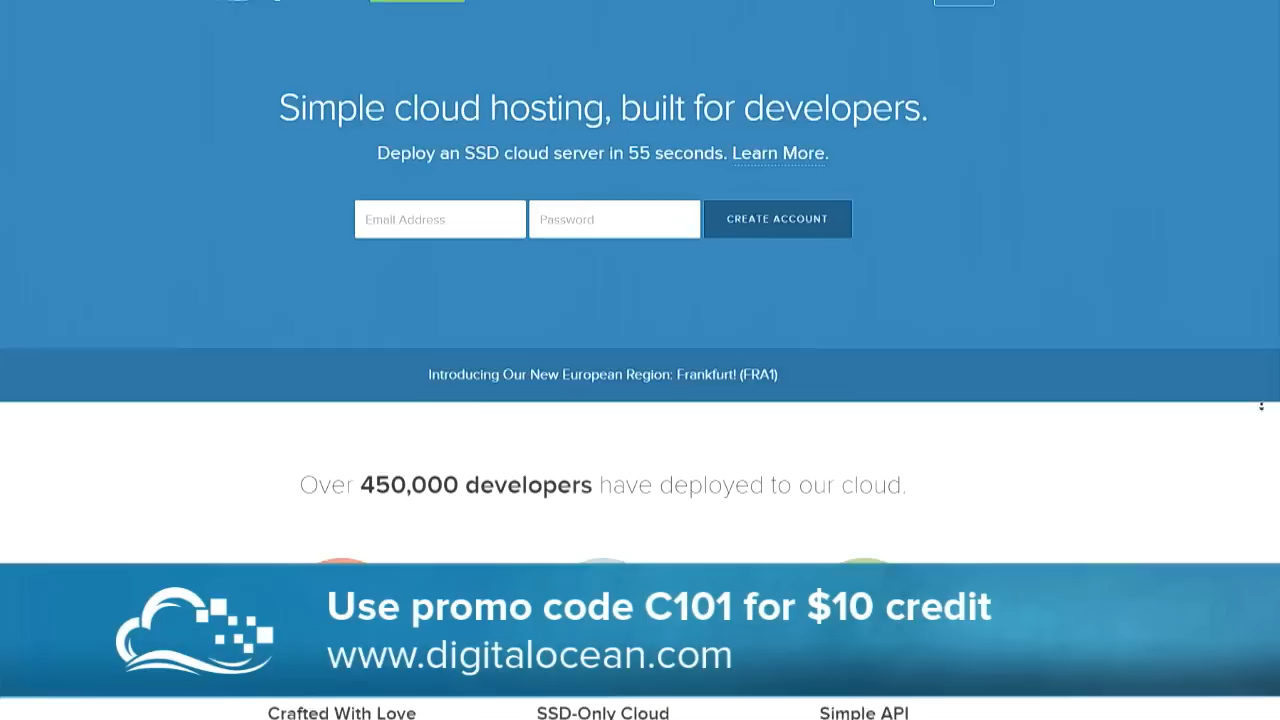 Simple cloud hosting, built for developers.
Deploy an SSD cloud server in 55 seconds. Learn More.
Email Address
Password
CREATE ACCOUNT
Introducing Our New European Region: Frankfurt! (FRA1)
Over 450,000 developers have deployed to our cloud.
Use promo code C101 for $10 credit
www.digitalocean.com
Crafted With Love
SSD-Only Cloud
Simple API